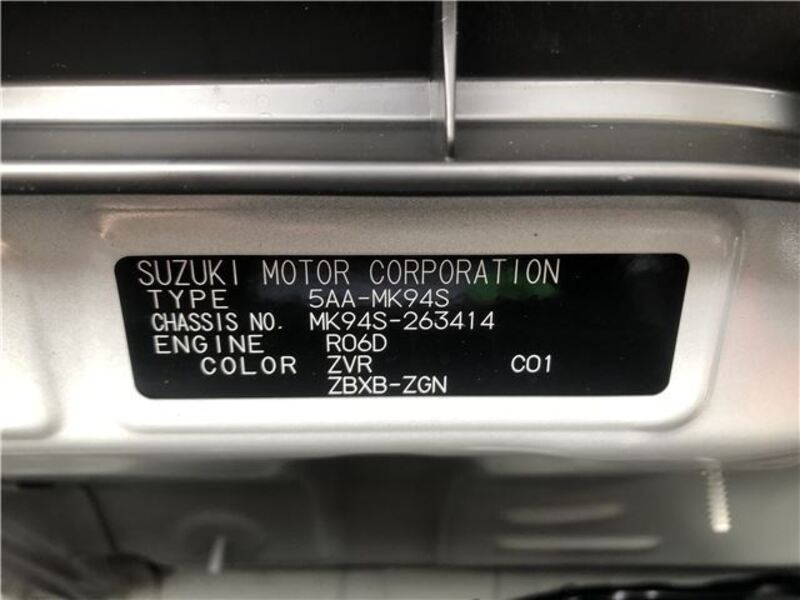 SUZUKI MOTOR CORPORATION
TYPE 5AA-MK94S
CHASSIS NO. MK94S-263414
ENGINE R06D
COLOR ZVR C01
ZBXB-ZGN